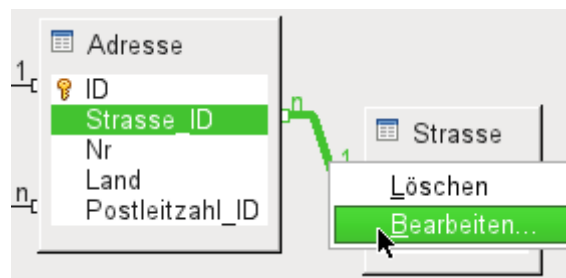 Adresse
1
ID
Strasse_ID
n
Nr
Strasse
1
Land
Löschen
n
Postleitzahl_ID
Bearbeiten...